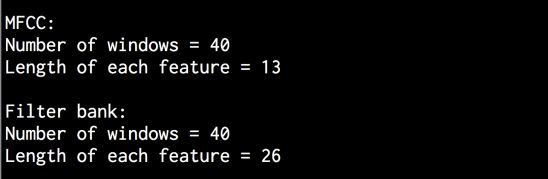 MFCC:
Number of windows = 40
Length of each feature = 13
Filter bank:
Number of windows = 40
Length of each feature = 26